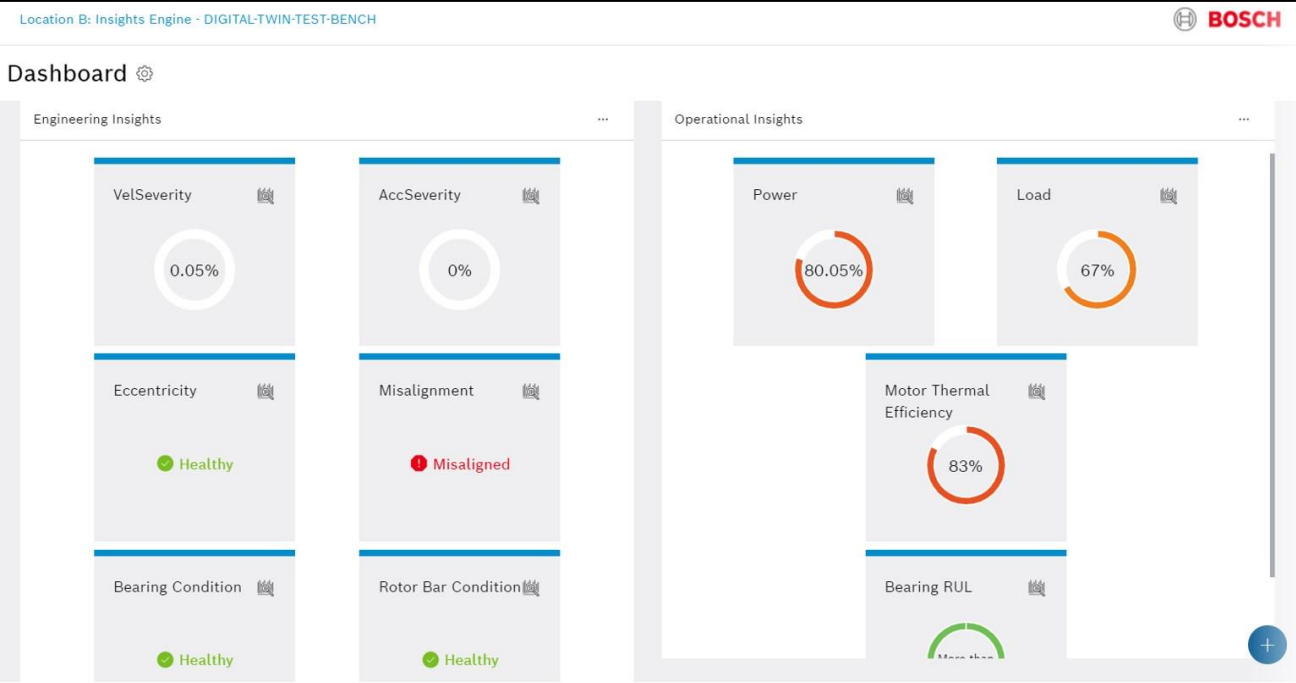 Location B: Insights Engine - DIGITAL-TWIN-TEST-BENCH
BOSCH
Dashboard
Engineering Insights
...
Operational Insights
...
VelSeverity
AccSeverity
Power
Load
0.05%
0%
80.05%
67%
Eccentricity
Misalignment
Motor Thermal
Efficiency
Healthy
Misaligned
83%
Bearing Condition
Rotor Bar Condition
Bearing RUL
Healthy
Healthy
More than